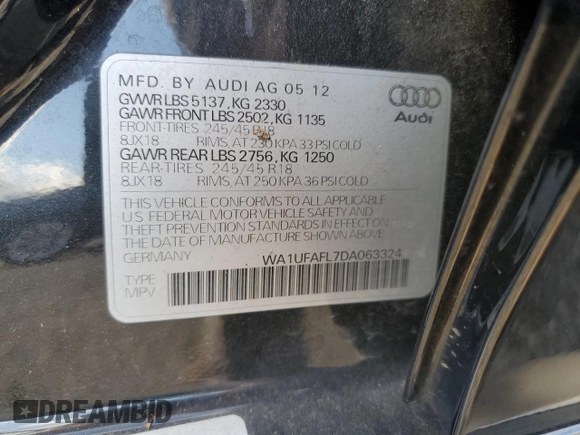 MFD. BY AUDI AG 05 12
GVWR LBS 5137, KG 2330
GAWR FRONT LBS 2502, KG 1135
FRONT-TIRES 245/45 R18
8JX18 RIMS, AT 230 KPA 33 PSI COLD
GAWR REAR LBS 2756, KG 1250
REAR-TIRES 245/45 R18
8JX18 RIMS, AT 250 KPA 36 PSI COLD
Audi
THIS VEHICLE CONFORMS TO ALL APPLICABLE
U S FEDERAL MOTOR VEHICLE SAFETY AND
THEFT PREVENTION STANDARDS IN EFFECT ON
DATE OF MANUFACTURE SHOWN ABOVE
GERMANY WA1UFAFL7DA063324
TYPE
MPV
DREAMBID